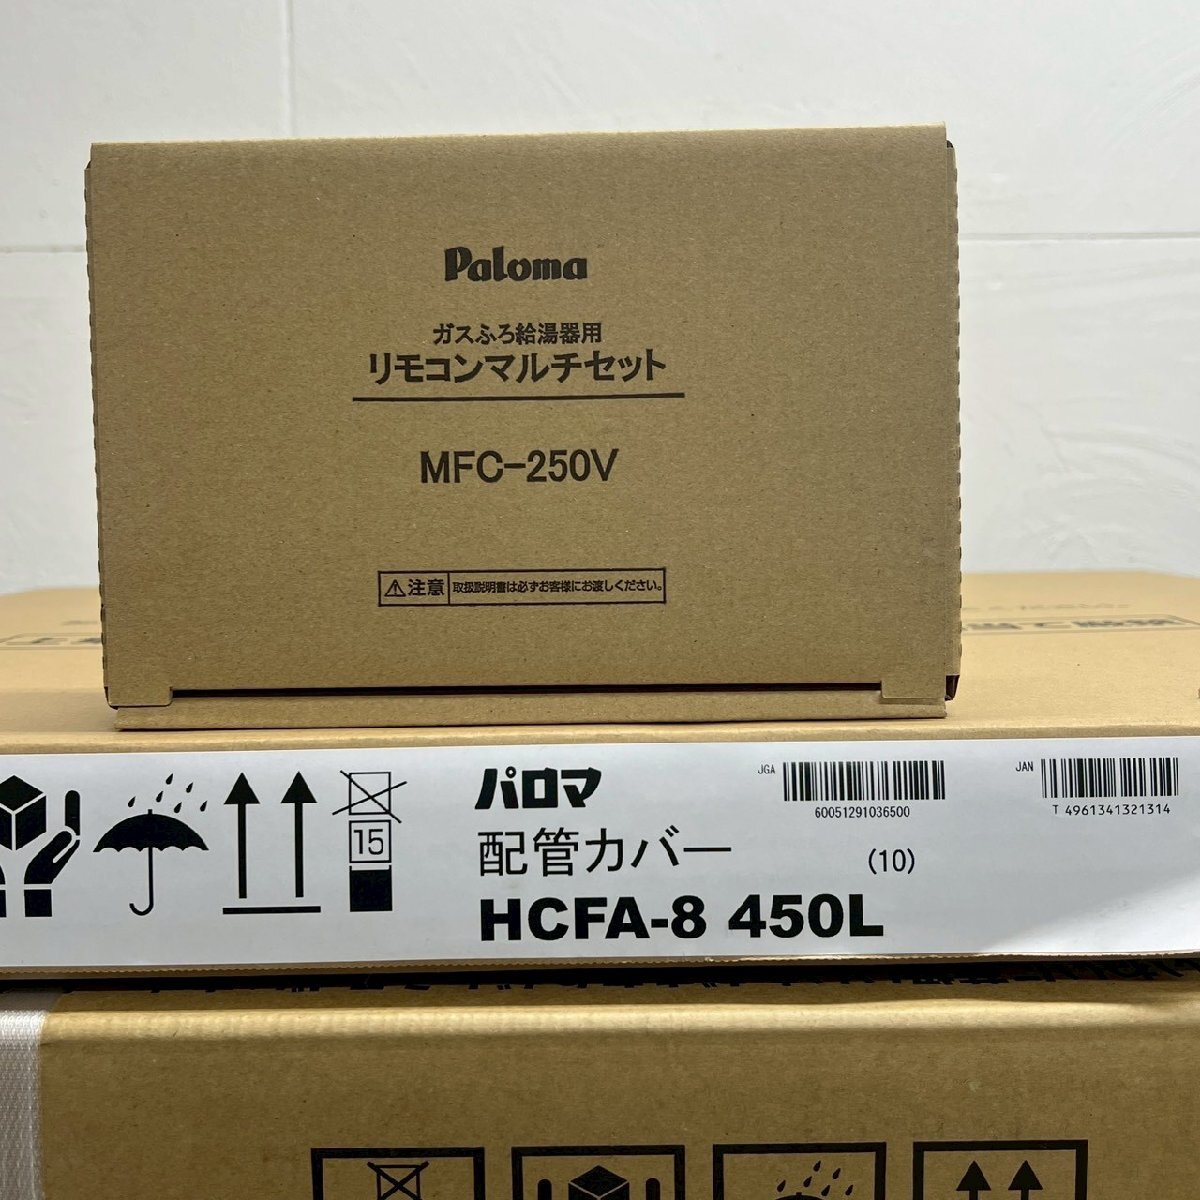 Paloma
ガスふろ給湯器用
リモコンマルチセット
MFC-250V
注意 取扱説明書は必ずお客様にお渡しください。
15
パロマ
配管カバー
(10)
HCFA-8 450L
JGA
60051291036500
JAN
T 4961341321314